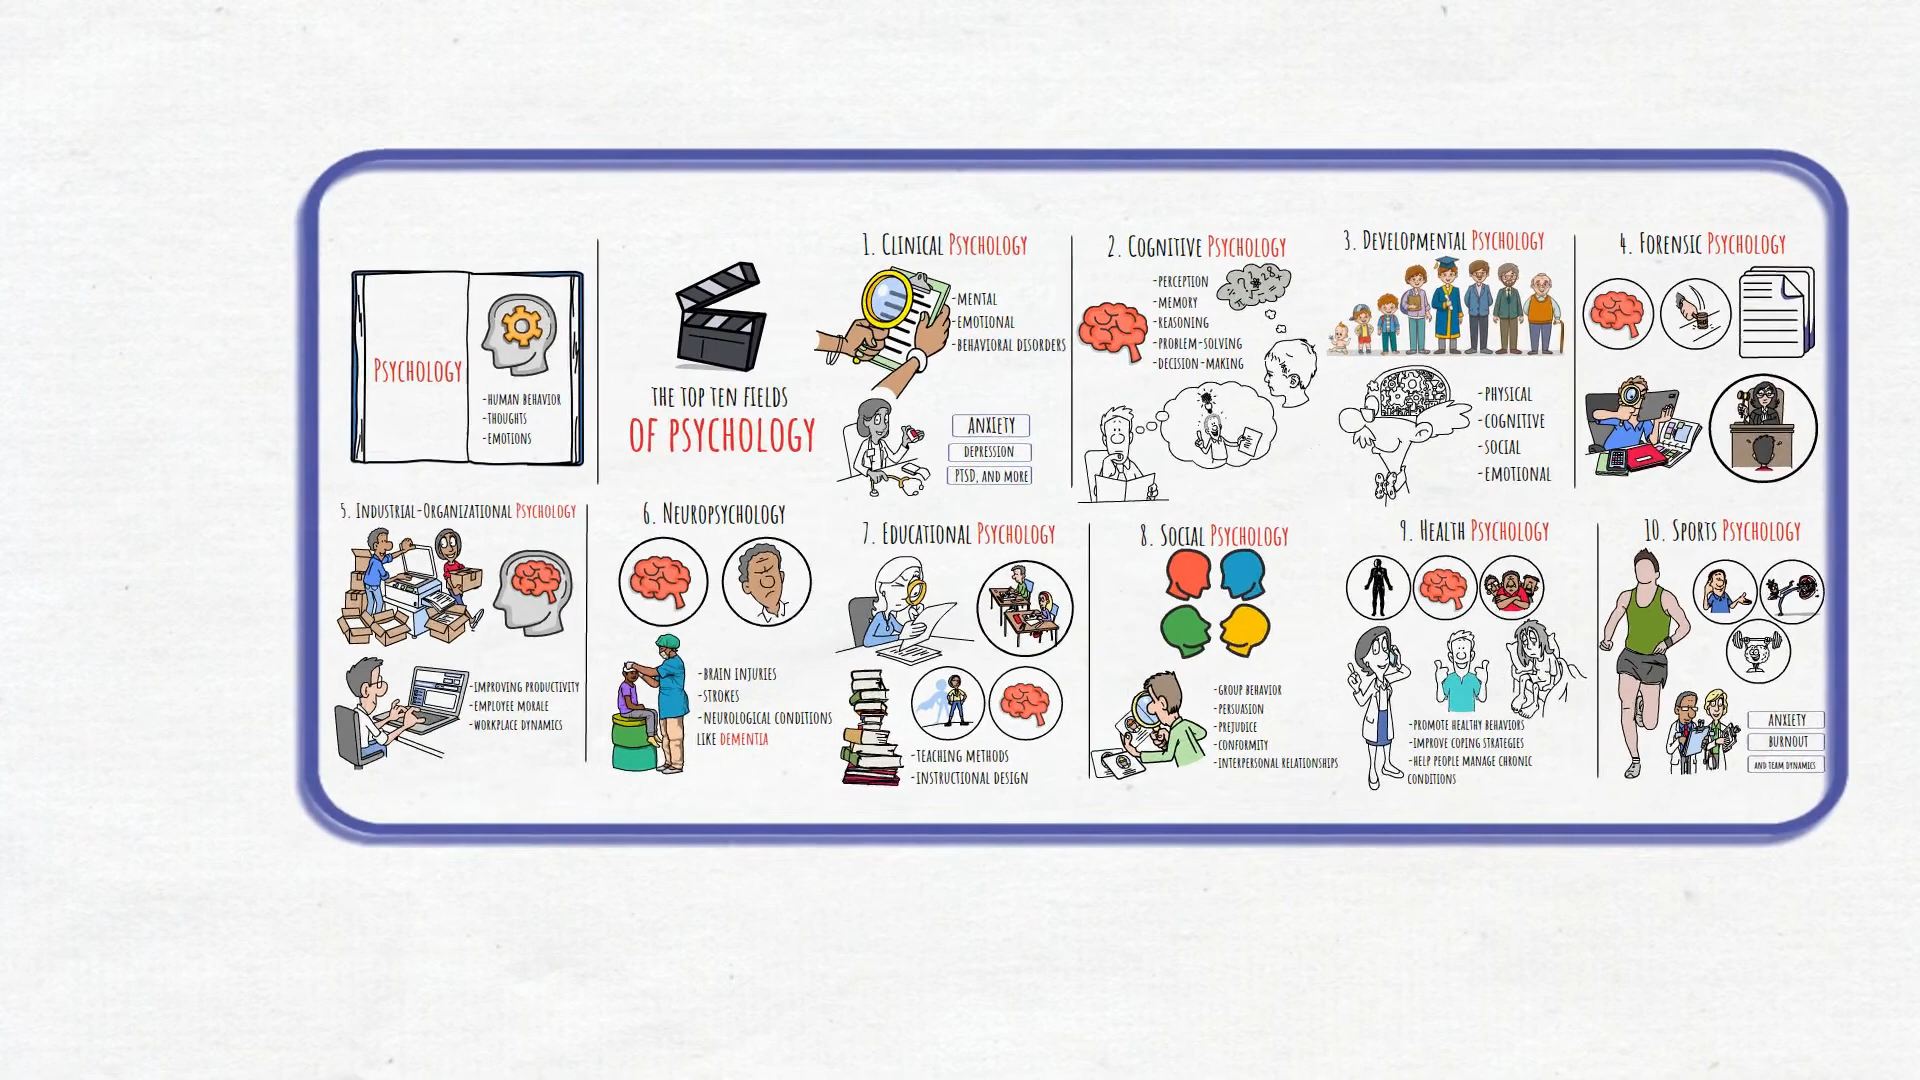 PSYCHOLOGY
-HUMAN BEHAVIOR
-THOUGHTS
-EMOTIONS
THE TOP TEN FIELDS
OF PSYCHOLOGY
1. CLINICAL PSYCHOLOGY
-MENTAL
-EMOTIONAL
-BEHAVIORAL DISORDERS
ANXIETY
DEPRESSION
PTSD, AND MORE
2. COGNITIVE PSYCHOLOGY
-PERCEPTION
-MEMORY
-REASONING
-PROBLEM-SOLVING
-DECISION-MAKING
3. DEVELOPMENTAL PSYCHOLOGY
-PHYSICAL
-COGNITIVE
-SOCIAL
-EMOTIONAL
4. FORENSIC PSYCHOLOGY
5. INDUSTRIAL-ORGANIZATIONAL PSYCHOLOGY
-IMPROVING PRODUCTIVITY
-EMPLOYEE MORALE
-WORKPLACE DYNAMICS
6. NEUROPSYCHOLOGY
-BRAIN INJURIES
-STROKES
-NEUROLOGICAL CONDITIONS
LIKE DEMENTIA
7. EDUCATIONAL PSYCHOLOGY
-TEACHING METHODS
-INSTRUCTIONAL DESIGN
8. SOCIAL PSYCHOLOGY
-GROUP BEHAVIOR
-PERSUASION
-PREJUDICE
-CONFORMITY
-INTERPERSONAL RELATIONSHIPS
9. HEALTH PSYCHOLOGY
-PROMOTE HEALTHY BEHAVIORS
-IMPROVE COPING STRATEGIES
-HELP PEOPLE MANAGE CHRONIC
CONDITIONS
10. SPORTS PSYCHOLOGY
ANXIETY
BURNOUT
AND TEAM DYNAMICS